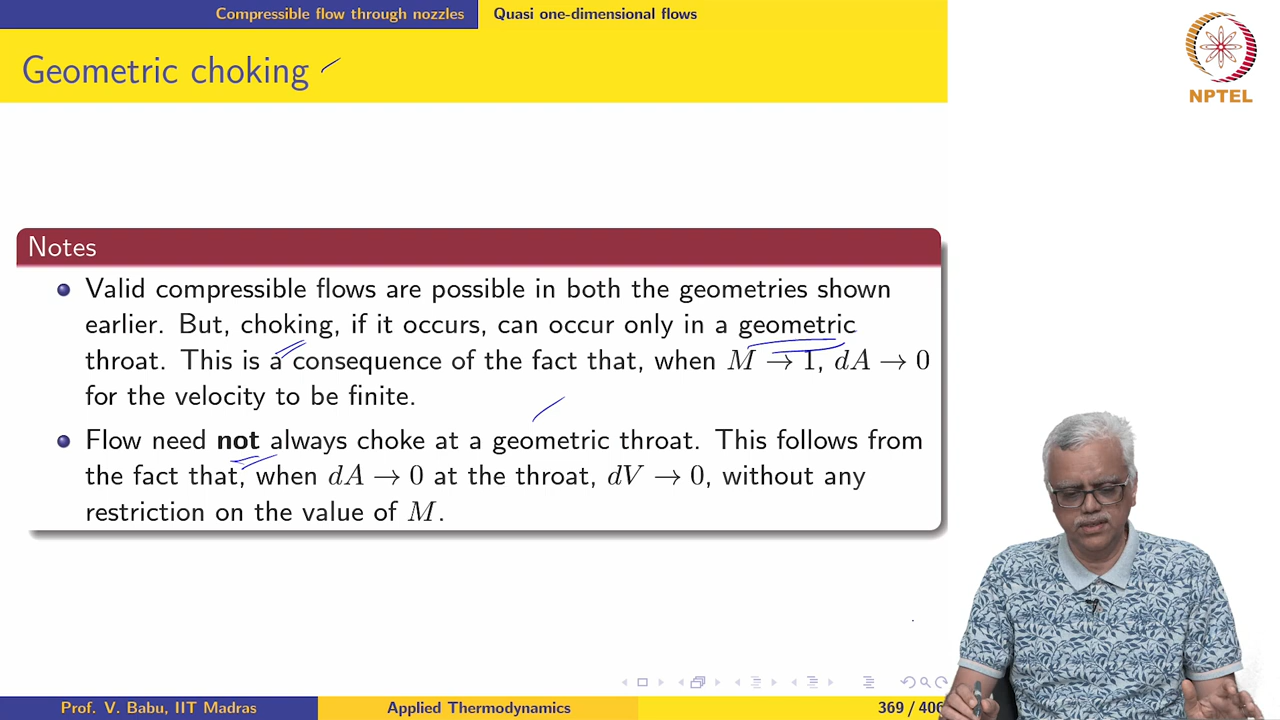 Compressible flow through nozzles Quasi one-dimensional flows
Geometric choking
NPTEL
Notes
Valid compressible flows are possible in both the geometries shown
earlier. But, choking, if it occurs, can occur only in a geometric
throat. This is a consequence of the fact that, when M → 1, dA → 0
for the velocity to be finite.
Flow need not always choke at a geometric throat. This follows from
the fact that, when dA → 0 at the throat, dV → 0, without any
restriction on the value of M.
Prof. V. Babu, IIT Madras Applied Thermodynamics 369 / 406